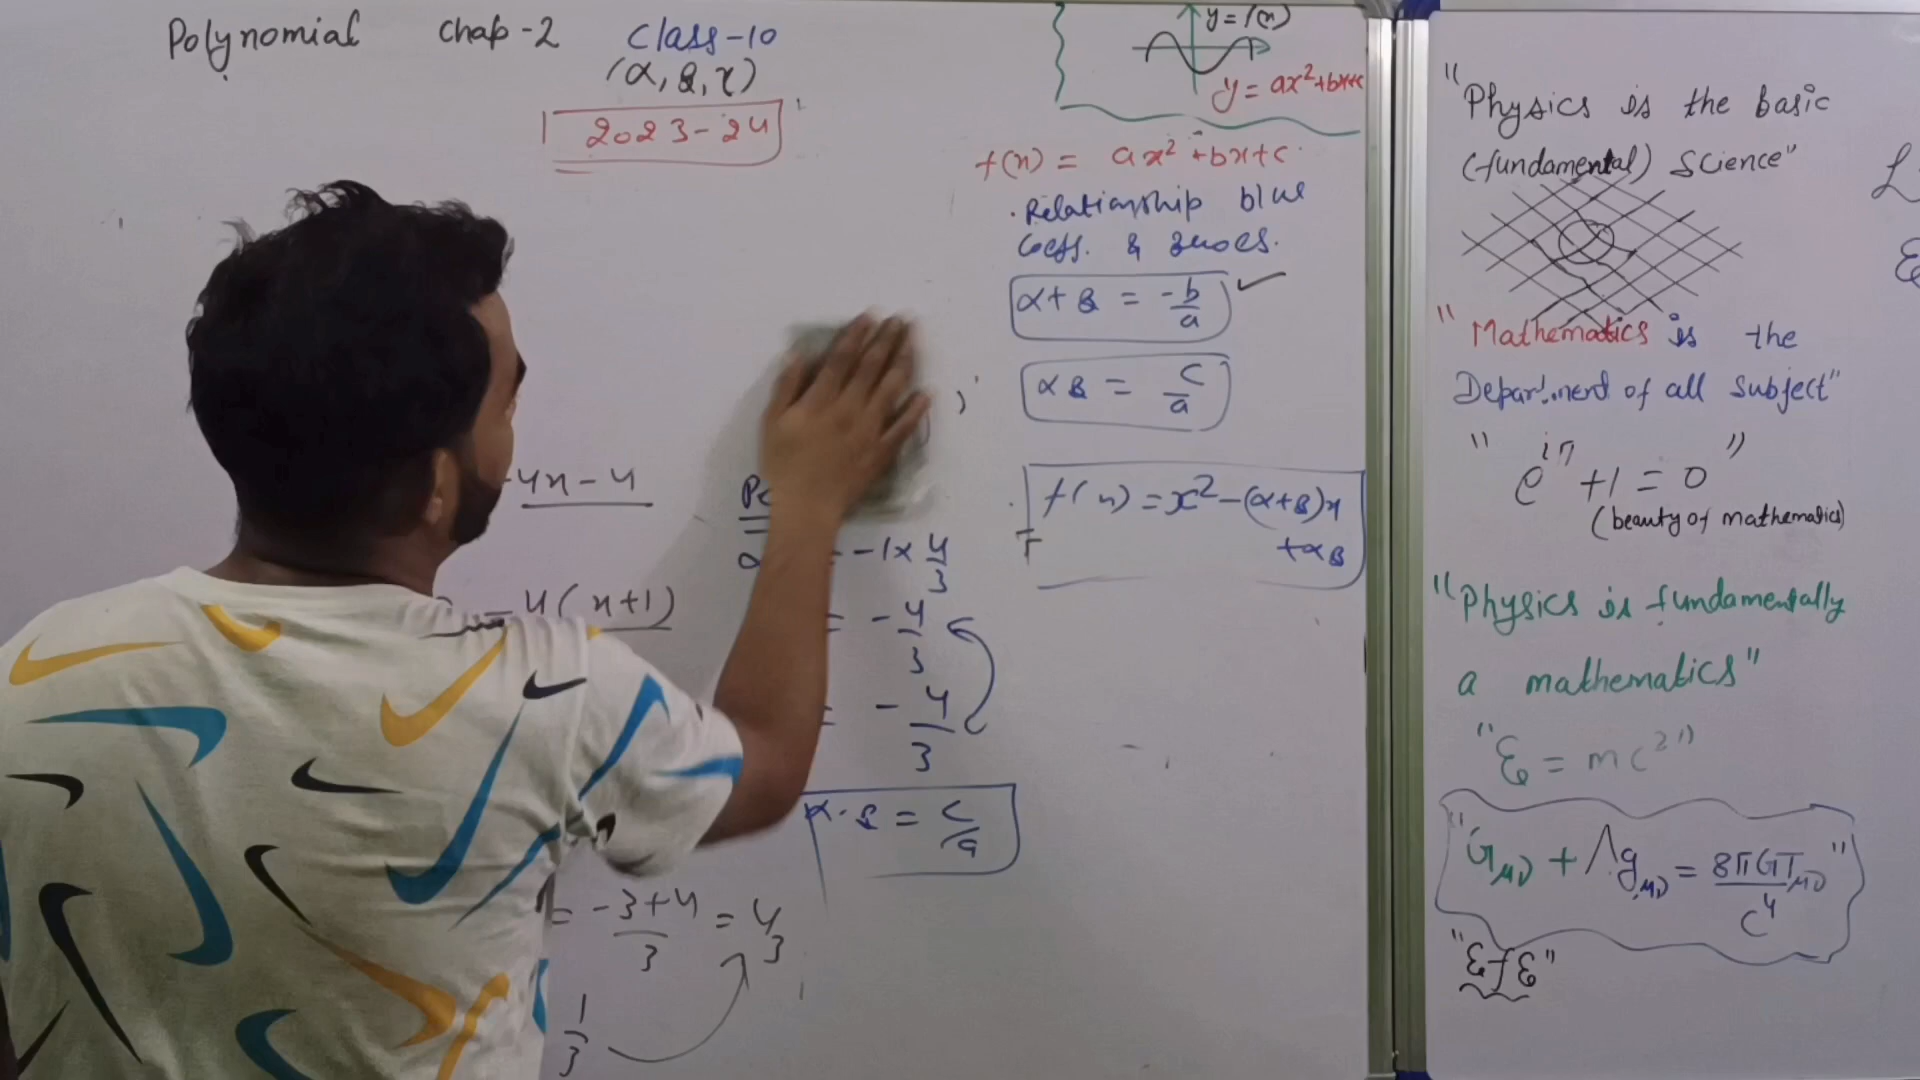 Polynomial Chap-2 Class-10
2023-24
y = f(x)
y = ax²+bx+c
f(x) = ax²+bx+c
Relationship b/w
Coeff. & zeroes.
α+β = -b/a
αβ = c/a
f(x) = x²-(α+β)x
+αβ
4x-4
4(x+1)
= -1×4/3
= -4/3
= -4/3
α·β = c/a
= -3+4/3 = 4/3
1/3
"Physics is the basic
(fundamental) Science"
"Mathematics is the
Department of all subject"
"e^iπ +1 = 0"
(beauty of mathematics)
"Physics is fundamentally
a mathematics"
"E = mc²"
"Gμν + Λgμν = 8πGTμν/c⁴"
"EfE"